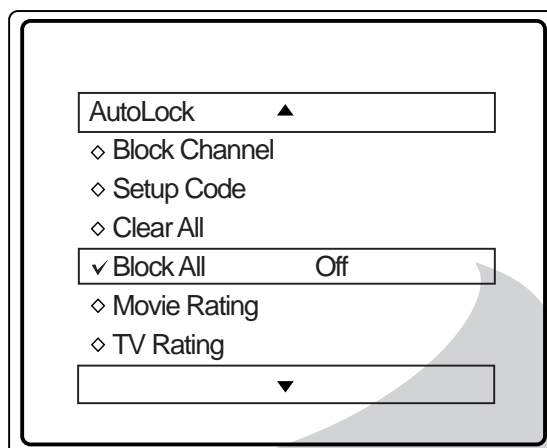 AutoLock ▲
◇ Block Channel
◇ Setup Code
◇ Clear All
✓ Block All Off
◇ Movie Rating
◇ TV Rating
▼